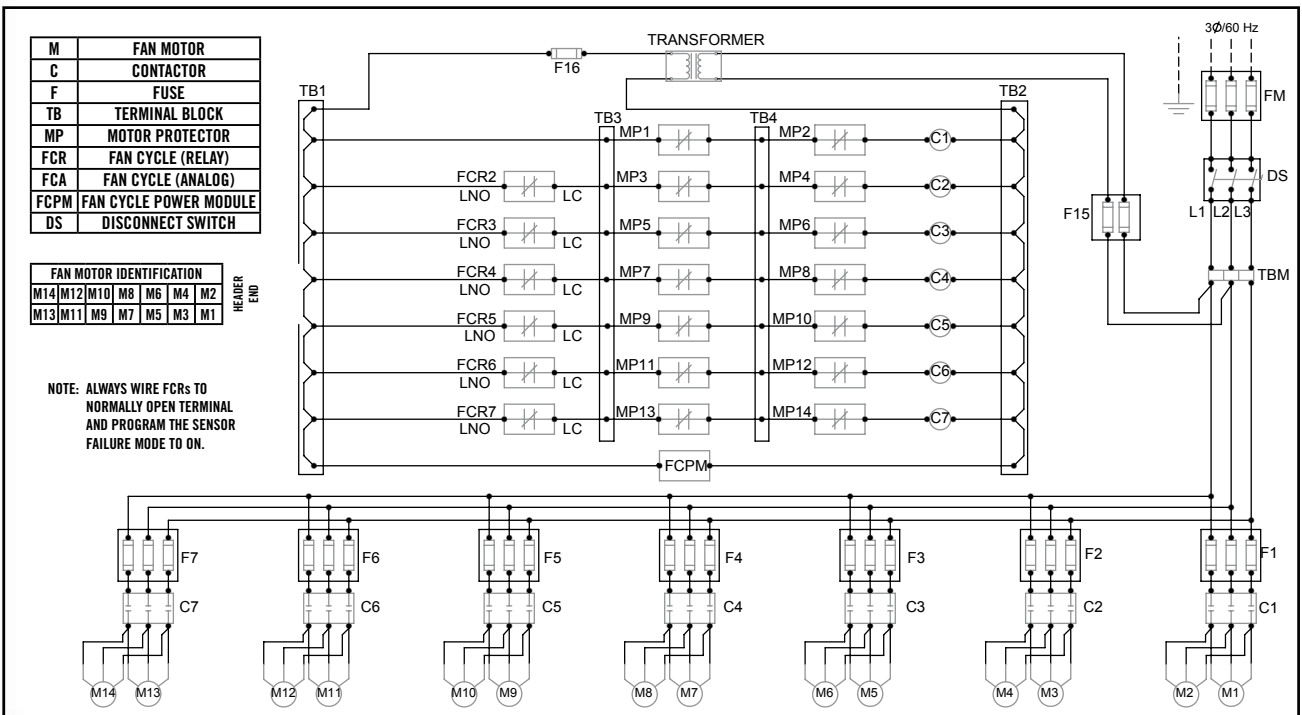 M FAN MOTOR
C CONTACTOR
F FUSE
TB TERMINAL BLOCK
MP MOTOR PROTECTOR
FCR FAN CYCLE (RELAY)
FCA FAN CYCLE (ANALOG)
FCPM FAN CYCLE POWER MODULE
DS DISCONNECT SWITCH
FAN MOTOR IDENTIFICATION
M14 M12 M10 M8 M6 M4 M2
M13 M11 M9 M7 M5 M3 M1
HEADER
END
NOTE: ALWAYS WIRE FCRs TO
NORMALLY OPEN TERMINAL
AND PROGRAM THE SENSOR
FAILURE MODE TO ON.
TRANSFORMER
F16
3Ø/60 Hz
FM
DS
L1 L2 L3
F15
TBM
TB1
TB2
TB3
TB4
MP1 MP2 C1
FCR2 MP3 MP4 C2
LNO LC
FCR3 MP5 MP6 C3
LNO LC
FCR4 MP7 MP8 C4
LNO LC
FCR5 MP9 MP10 C5
LNO LC
FCR6 MP11 MP12 C6
LNO LC
FCR7 MP13 MP14 C7
LNO LC
FCPM
F7 F6 F5 F4 F3 F2 F1
C7 C6 C5 C4 C3 C2 C1
M14 M13 M12 M11 M10 M9 M8 M7 M6 M5 M4 M3 M2 M1